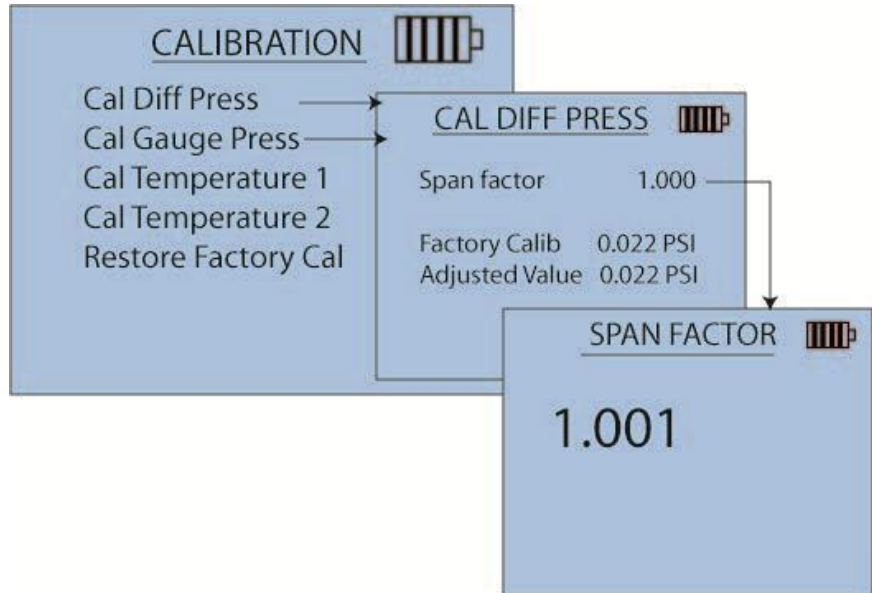 CALIBRATION
Cal Diff Press
Cal Gauge Press
Cal Temperature 1
Cal Temperature 2
Restore Factory Cal
CAL DIFF PRESS
Span factor 1.000
Factory Calib 0.022 PSI
Adjusted Value 0.022 PSI
SPAN FACTOR
1.001